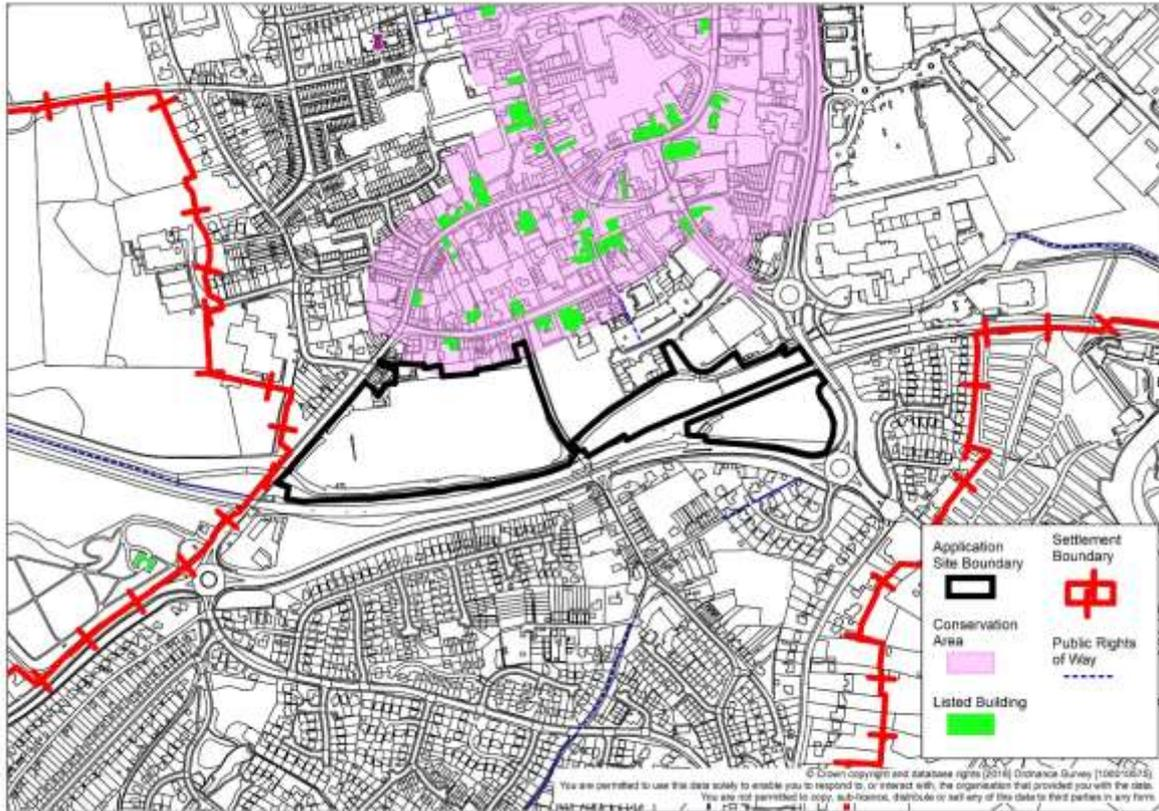 Application
Site Boundary
Settlement
Boundary
Conservation
Area
Public Rights
of Way
Listed Building
© Crown copyright and database rights [2016] Ordnance Survey
You are permitted to use this data solely to enable you to respond to, or interact with, the organisation that provided you with the data.
You are not permitted to copy, sub-licence, distribute or sell any of this data to third parties in any form.